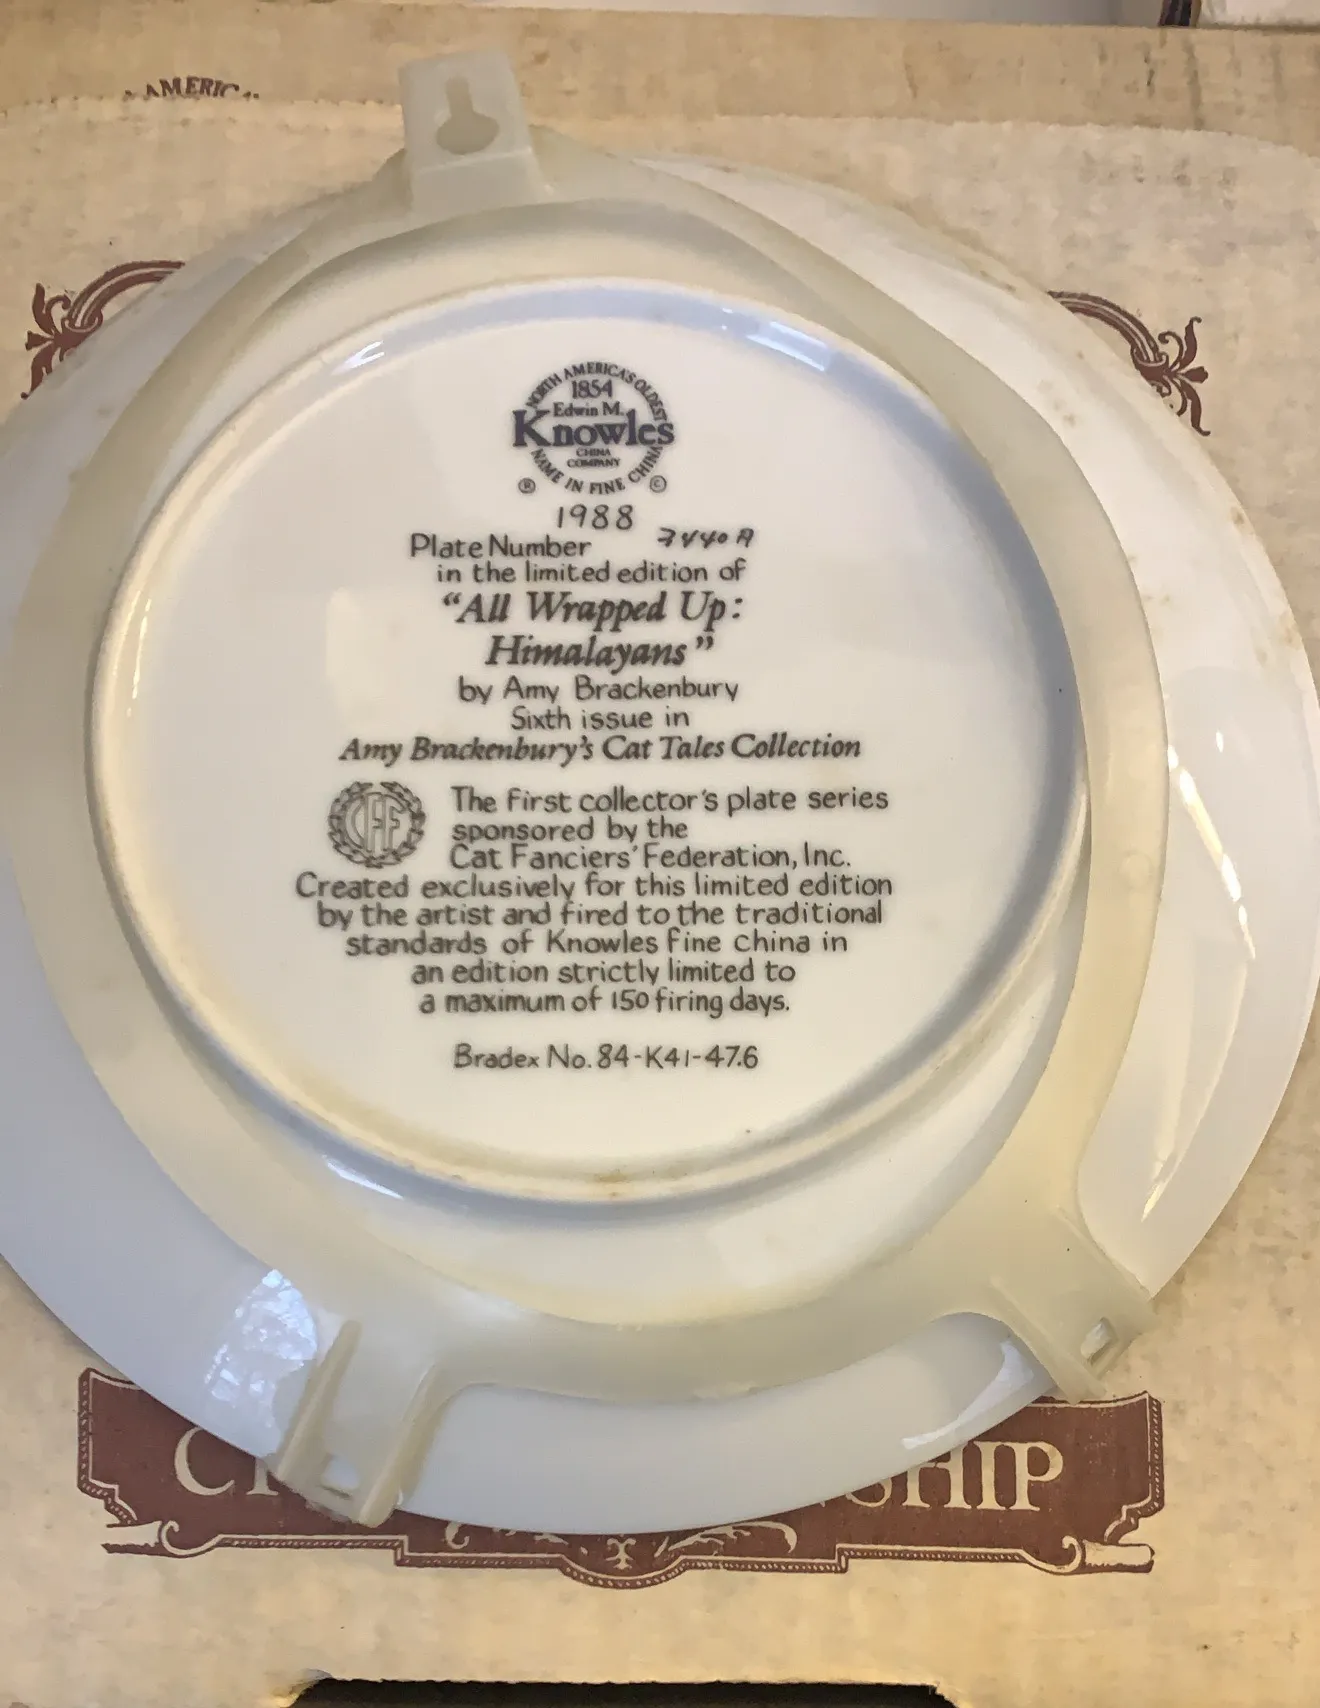 AMERIC
NORTH AMERICA'S OLDEST
1854
Edwin M.
Knowles
CHINA
COMPANY
NAME IN FINE CHINA
® ©
1988
Plate Number 3440A
in the limited edition of
“All Wrapped Up:
Himalayans”
by Amy Brackenbury
Sixth issue in
Amy Brackenbury's Cat Tales Collection
CFF
The first collector's plate series
sponsored by the
Cat Fanciers' Federation, Inc.
Created exclusively for this limited edition
by the artist and fired to the traditional
standards of Knowles fine china in
an edition strictly limited to
a maximum of 150 firing days.
Bradex No. 84-K41-47.6
SHIP